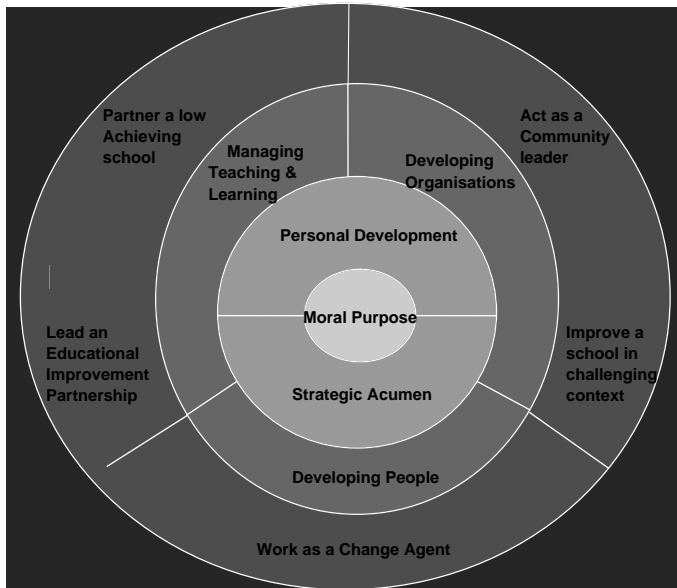 Partner a low
Achieving
school
Act as a
Community
leader
Managing
Teaching &
Learning
Developing
Organisations
Personal Development
Moral Purpose
Lead an
Educational
Improvement
Partnership
Improve a
school in
challenging
context
Strategic Acumen
Developing People
Work as a Change Agent